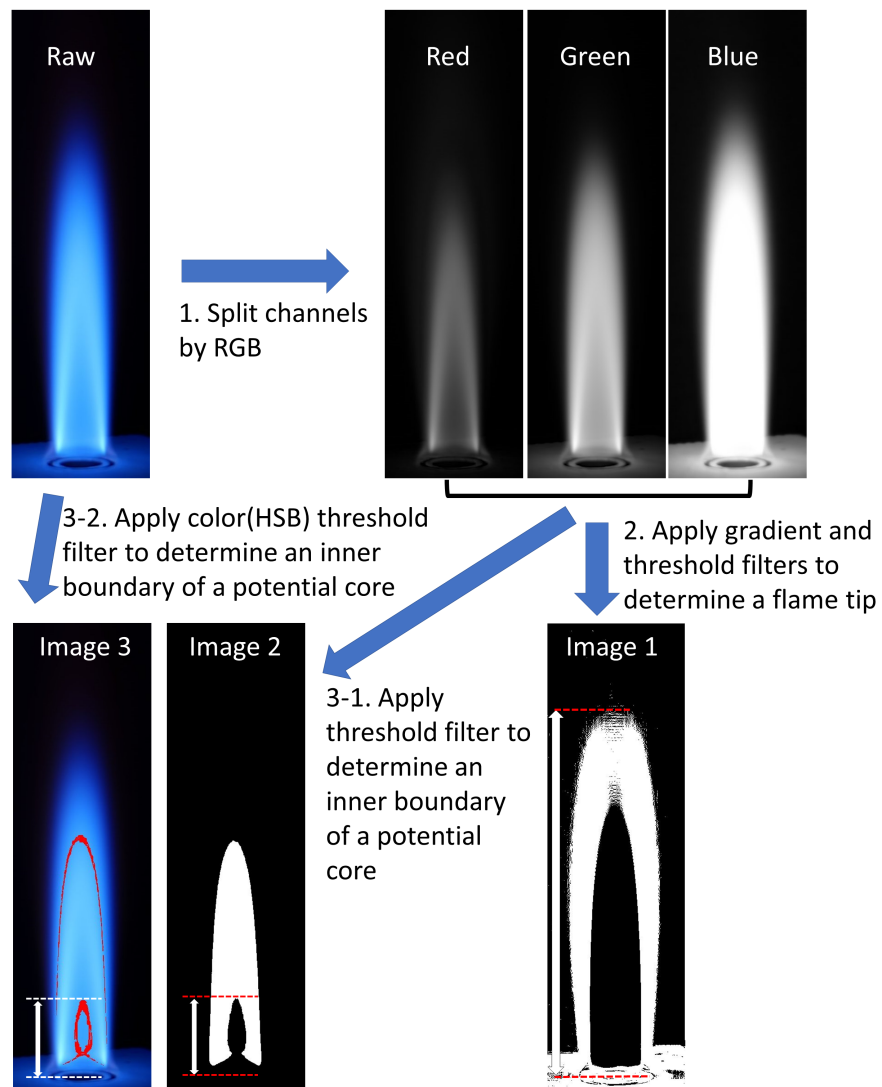 Raw
Red
Green
Blue
1. Split channels
by RGB
3-2. Apply color(HSB) threshold
filter to determine an inner
boundary of a potential core
2. Apply gradient and
threshold filters to
determine a flame tip
Image 3
Image 2
Image 1
3-1. Apply
threshold filter to
determine an
inner boundary
of a potential
core